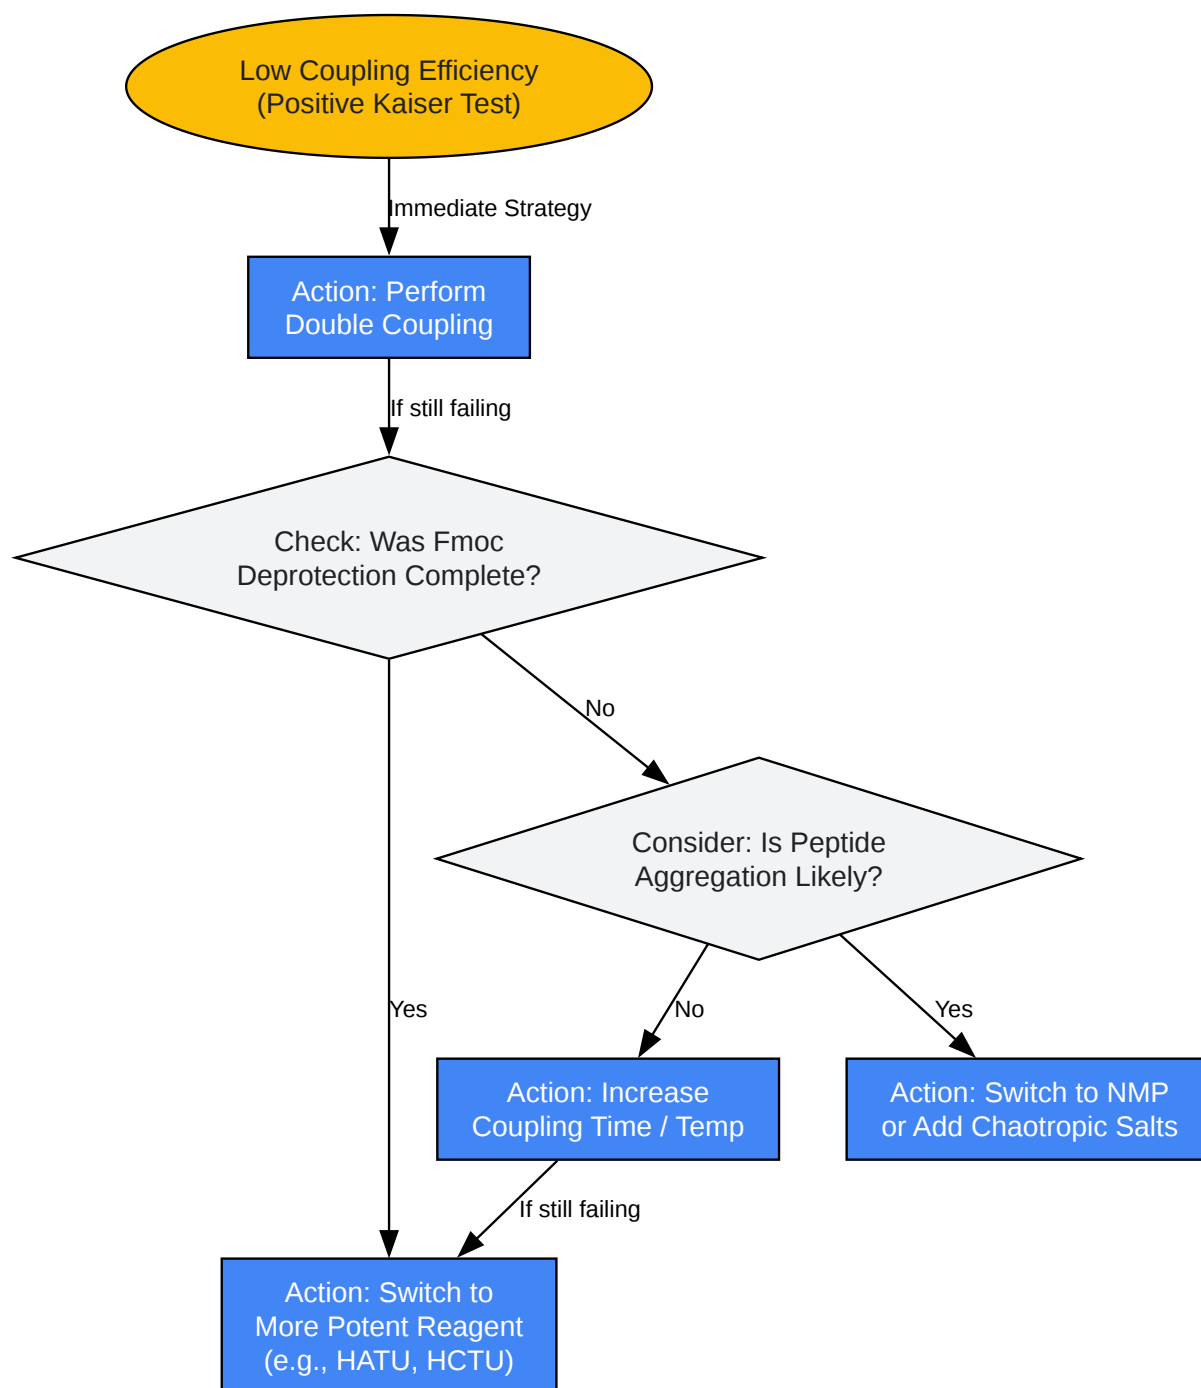 Low Coupling Efficiency
(Positive Kaiser Test)
Immediate Strategy
Action: Perform
Double Coupling
If still failing
Check: Was Fmoc
Deprotection Complete?
No
Consider: Is Peptide
Aggregation Likely?
Yes
No
Yes
Action: Increase
Coupling Time / Temp
Action: Switch to NMP
or Add Chaotropic Salts
If still failing
Action: Switch to
More Potent Reagent
(e.g., HATU, HCTU)